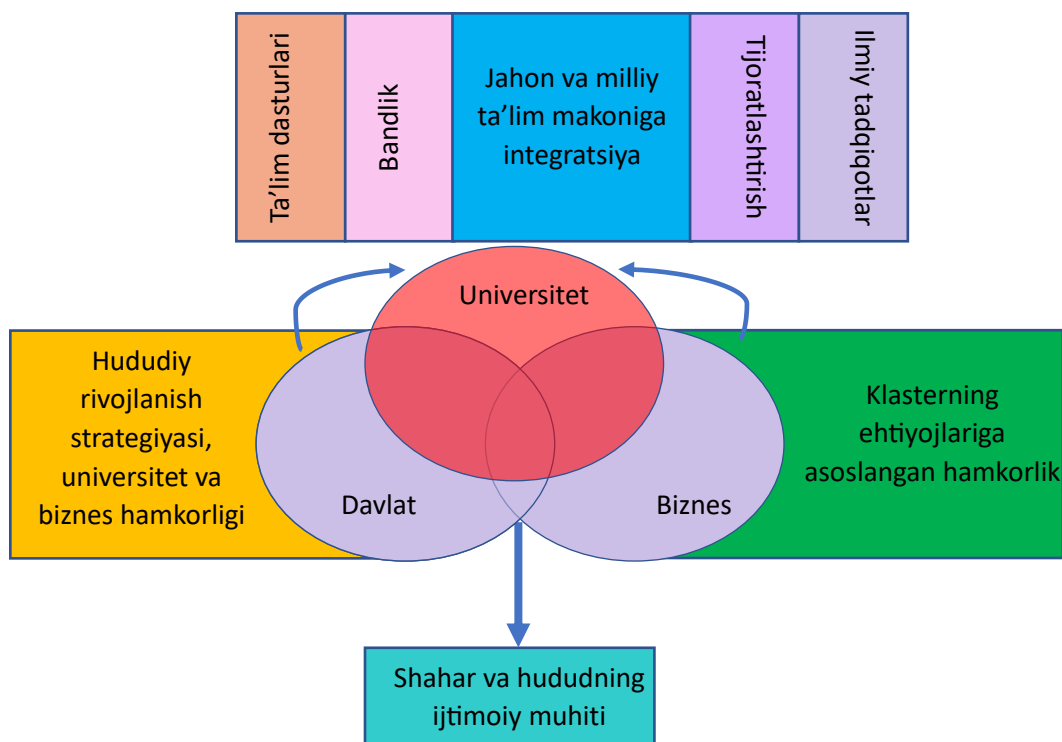 Ta’lim dasturlari
Bandlik
Jahon va milliy
ta’lim makoniga
integratsiya
Tijoratlashtirish
Ilmiy tadqiqotlar
Universitet
Hududiy
rivojlanish
strategiyasi,
universitet va
biznes hamkorligi
Davlat
Biznes
Klasterning
ehtiyojlariga
asoslangan hamkorlik
Shahar va hududning
ijtimoiy muhiti